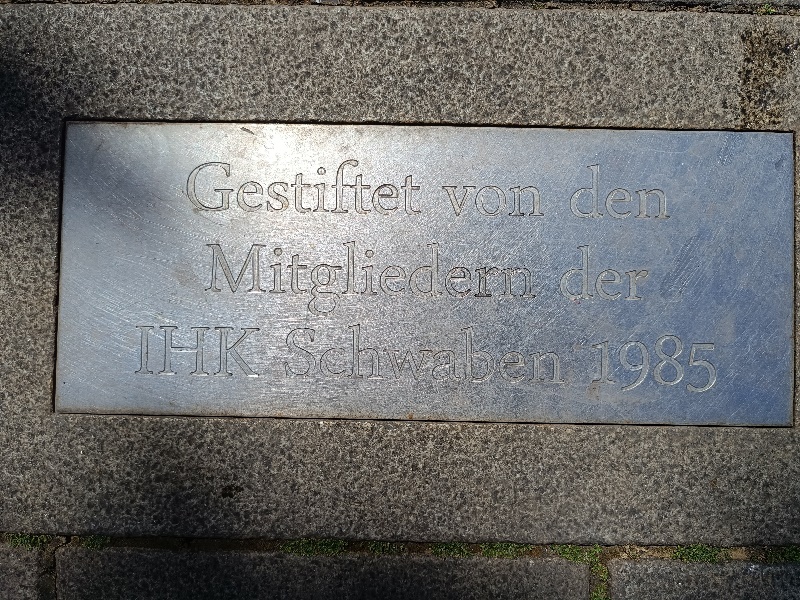 Gestiftet von den
Mitgliedern der
IHK Schwaben 1985